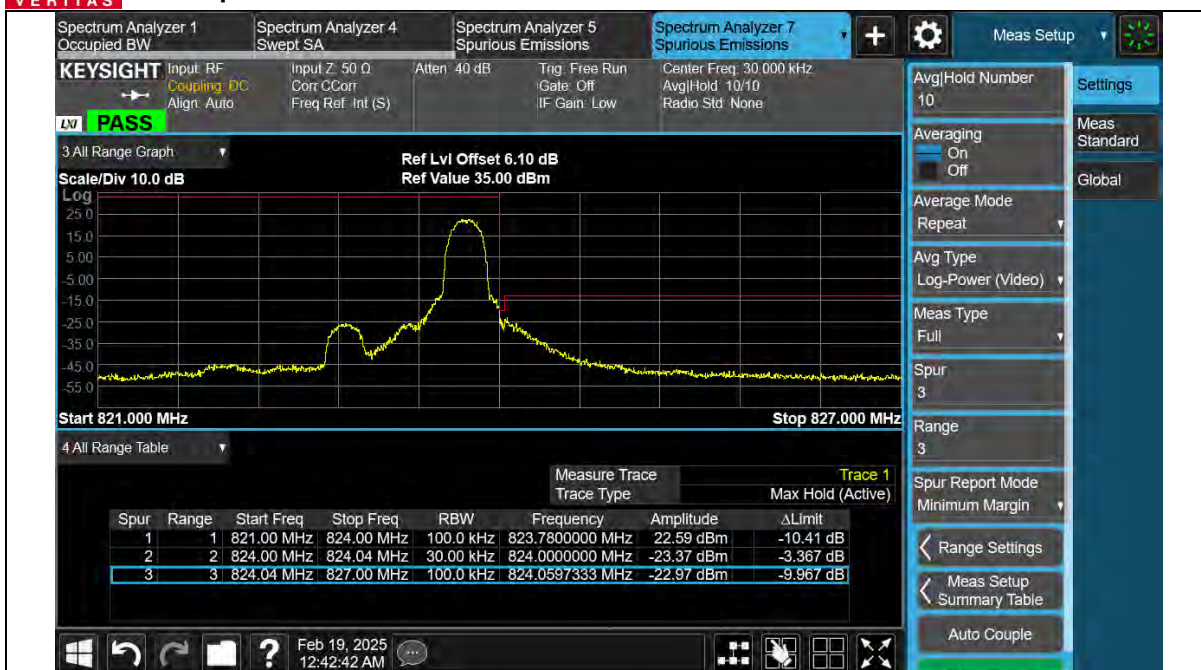 VERITAS
Spectrum Analyzer 1 Spectrum Analyzer 4 Spectrum Analyzer 5 Spectrum Analyzer 7 Meas Setup
Occupied BW Swept SA Spurious Emissions Spurious Emissions
KEYSIGHT Input: RF Input Z: 50 Ω Atten: 40 dB Trig: Free Run Center Freq: 30.000 kHz
Coupling: DC Corr CCorr Gate: Off Avg|Hold: 10/10
Align: Auto Freq Ref: Int (S) IF Gain: Low Radio Std: None
LXI PASS
3 All Range Graph
Ref Lvl Offset 6.10 dB
Scale/Div 10.0 dB Ref Value 35.00 dBm
Log
25.0
15.0
5.00
-5.00
-15.0
-25.0
-35.0
-45.0
-55.0
Start 821.000 MHz Stop 827.000 MHz
4 All Range Table
Measure Trace Trace 1
Trace Type Max Hold (Active)
Spur Range Start Freq Stop Freq RBW Frequency Amplitude ΔLimit
1 1 821.00 MHz 824.00 MHz 100.0 kHz 823.7800000 MHz 22.59 dBm -10.41 dB
2 2 824.00 MHz 824.04 MHz 30.00 kHz 824.0000000 MHz -23.37 dBm -3.367 dB
3 3 824.04 MHz 827.00 MHz 100.0 kHz 824.0597333 MHz -22.97 dBm -9.967 dB
Avg|Hold Number
10
Averaging
On
Off
Average Mode
Repeat
Avg Type
Log-Power (Video)
Meas Type
Full
Spur
3
Range
3
Spur Report Mode
Minimum Margin
Range Settings
Meas Setup
Summary Table
Auto Couple
Settings
Meas
Standard
Global
Feb 19, 2025
12:42:42 AM